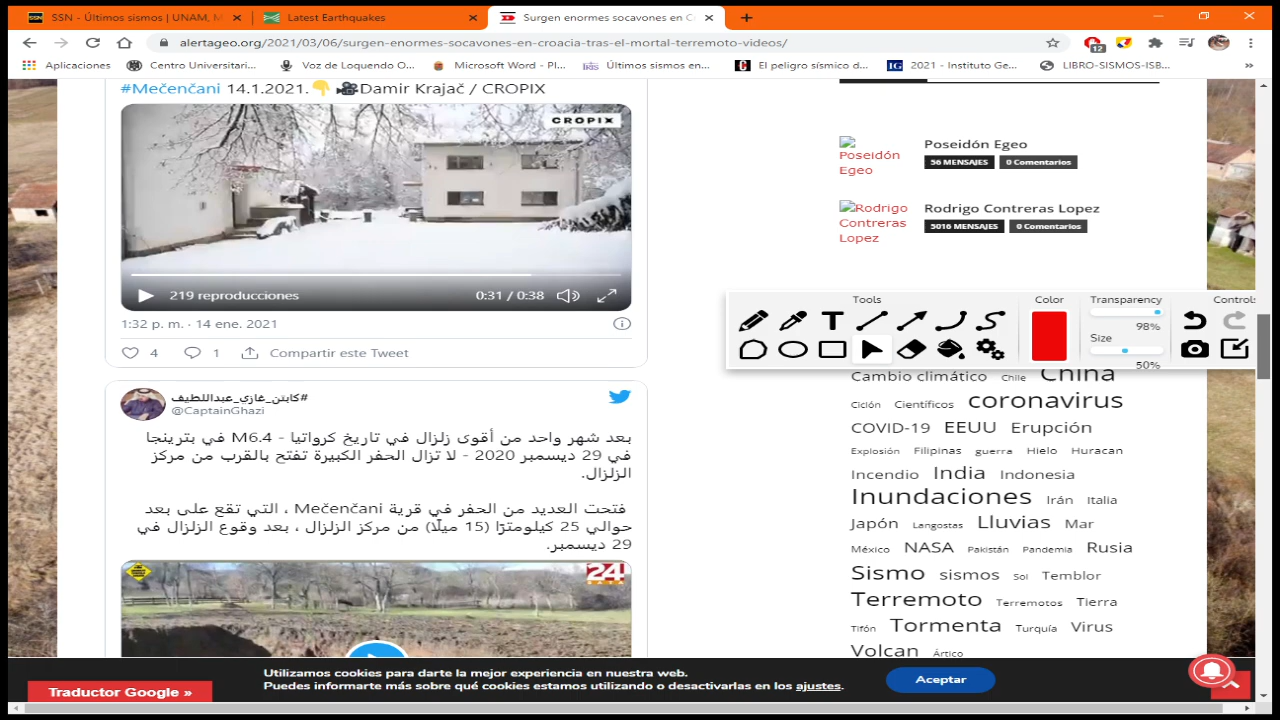 SSN - Últimos sismos | UNAM, M
Latest Earthquakes
Surgen enormes socavones en C
alertageo.org/2021/03/06/surgen-enormes-socavones-en-croacia-tras-el-mortal-terremoto-videos/
12
Aplicaciones
Centro Universitari...
Voz de Loquendo O...
Microsoft Word - Pl...
Últimos sismos en...
El peligro sísmico d...
2021 - Instituto Ge...
LIBRO-SISMOS-ISB...
»
#Mečenčani 14.1.2021.👇🎥Damir Krajač / CROPIX
CROPIX
219 reproducciones
0:31 / 0:38
1:32 p. m. · 14 ene. 2021
4
1
Compartir este Tweet
#كابتن_غازي_عبداللطيف
@CaptainGhazi
بعد شهر واحد من أقوى زلزال في تاريخ كرواتيا - M6.4 في بترينجا
في 29 ديسمبر 2020 - لا تزال الحفر الكبيرة تفتح بالقرب من مركز
الزلزال.
فتحت العديد من الحفر في قرية Mečenčani ، التي تقع على بعد
حوالي 25 كيلومترًا (15 ميلًا) من مركز الزلزال ، بعد وقوع الزلزال في
29 ديسمبر.
24
SATA
Poseidón
Egeo
Poseidón Egeo
56 MENSAJES
0 Comentarios
Rodrigo
Contreras
Lopez
Rodrigo Contreras Lopez
5016 MENSAJES
0 Comentarios
Tools
Color
Transparency
98%
Size
50%
Controls
T
Cambio climático Chile China
Ciclón Científicos coronavirus
COVID-19 EEUU Erupción
Explosión Filipinas guerra Hielo Huracan
Incendio India Indonesia
Inundaciones Irán Italia
Japón Langostas Lluvias Mar
México NASA Pakistán Pandemia Rusia
Sismo sismos Sol Temblor
Terremoto Terremotos Tierra
Tifón Tormenta Turquía Virus
Volcan Ártico
Utilizamos cookies para darte la mejor experiencia en nuestra web.
Puedes informarte más sobre qué cookies estamos utilizando o desactivarlas en los ajustes.
Aceptar
Traductor Google »